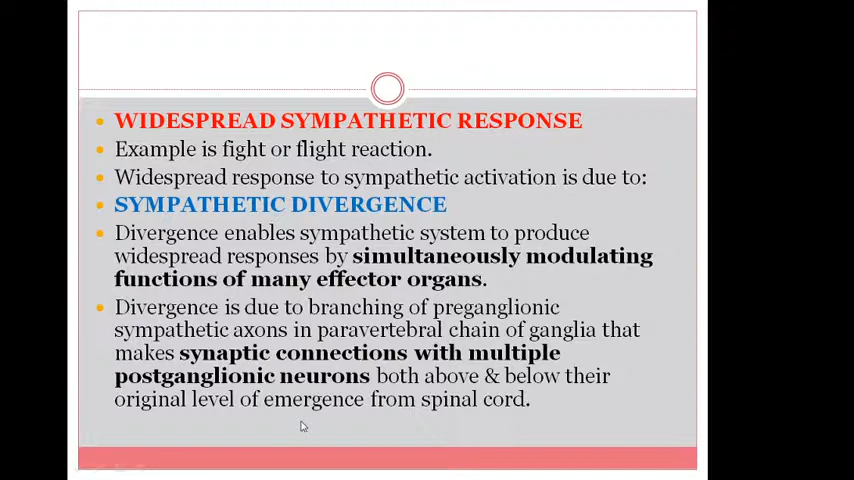 WIDESPREAD SYMPATHETIC RESPONSE
Example is fight or flight reaction.
Widespread response to sympathetic activation is due to:
SYMPATHETIC DIVERGENCE
Divergence enables sympathetic system to produce
widespread responses by simultaneously modulating
functions of many effector organs.
Divergence is due to branching of preganglionic
sympathetic axons in paravertebral chain of ganglia that
makes synaptic connections with multiple
postganglionic neurons both above & below their
original level of emergence from spinal cord.